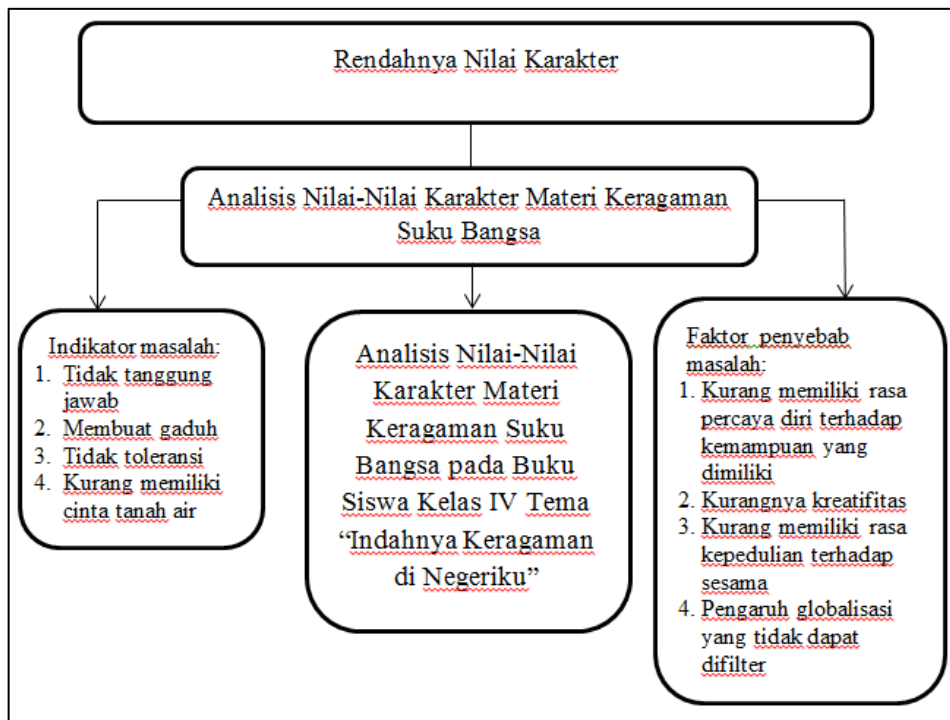 Rendahnya Nilai Karakter
Analisis Nilai-Nilai Karakter Materi Keragaman
Suku Bangsa
Indikator masalah:
1. Tidak tanggung
jawab
2. Membuat gaduh
3. Tidak toleransi
4. Kurang memiliki
cinta tanah air
Analisis Nilai-Nilai
Karakter Materi
Keragaman Suku
Bangsa pada Buku
Siswa Kelas IV Tema
“Indahnya Keragaman
di Negeriku”
Faktor penyebab
masalah:
1. Kurang memiliki rasa
percaya diri terhadap
kemampuan yang
dimiliki
2. Kurangnya kreatifitas
3. Kurang memiliki rasa
kepedulian terhadap
sesama
4. Pengaruh globalisasi
yang tidak dapat
difilter